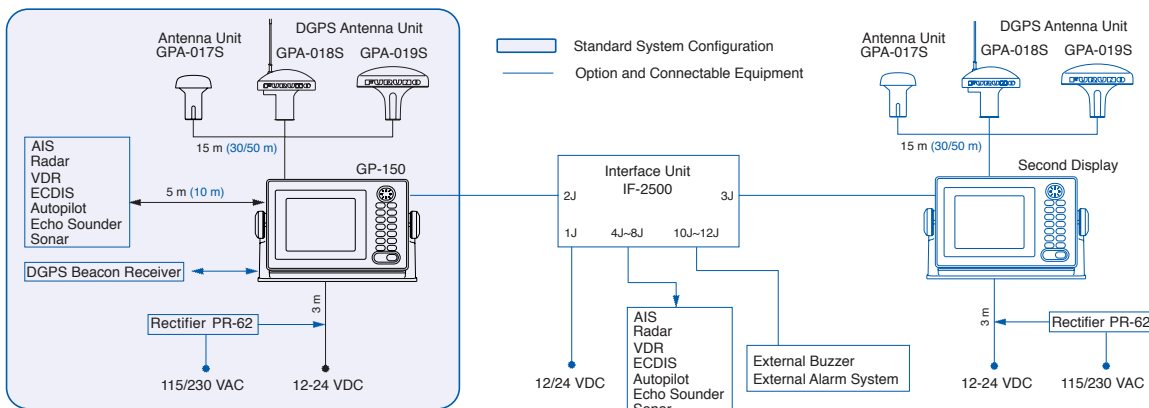 Antenna Unit
GPA-017S
DGPS Antenna Unit
GPA-018S GPA-019S
FURUNO FURUNO
15 m (30/50 m)
AIS
Radar
VDR
ECDIS
Autopilot
Echo Sounder
Sonar
5 m (10 m)
GP-150
DGPS Beacon Receiver
3 m
Rectifier PR-62
115/230 VAC
12-24 VDC
Standard System Configuration
Option and Connectable Equipment
Interface Unit
IF-2500
2J 3J
1J 4J~8J 10J~12J
12/24 VDC
AIS
Radar
VDR
ECDIS
Autopilot
Echo Sounder
Sonar
External Buzzer
External Alarm System
Antenna Unit
GPA-017S
DGPS Antenna Unit
GPA-018S GPA-019S
FURUNO FURUNO
15 m (30/50 m)
Second Display
3 m
Rectifier PR-62
12-24 VDC
115/230 VAC